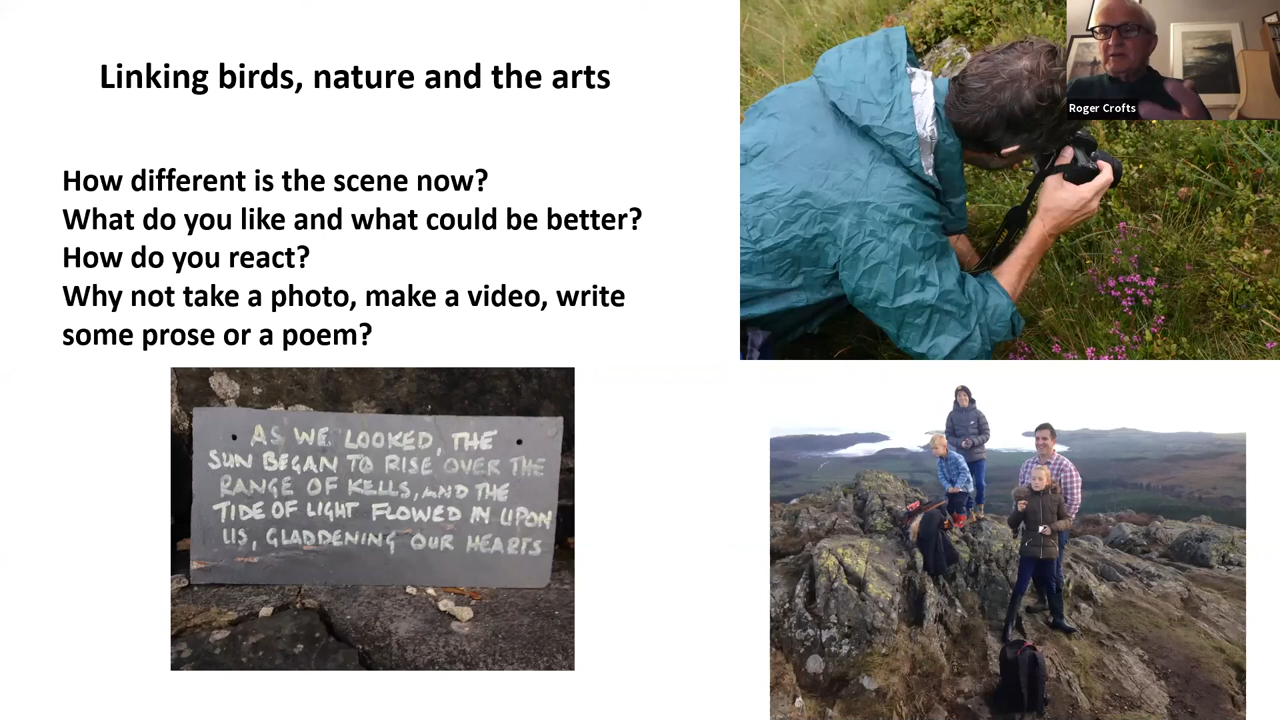 Linking birds, nature and the arts
How different is the scene now?
What do you like and what could be better?
How do you react?
Why not take a photo, make a video, write
some prose or a poem?
AS WE LOOKED, THE
SUN BEGAN TO RISE OVER THE
RANGE OF KELLS, AND THE
TIDE OF LIGHT FLOWED IN UPON
US, GLADDENING OUR HEARTS
Roger Crofts